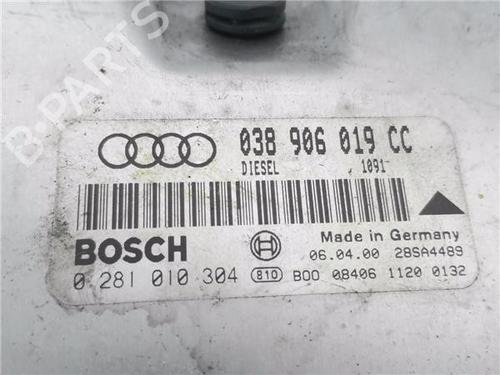 B-PARTS
038 906 019 CC
DIESEL 1091
BOSCH
Made in Germany
06.04.00 28SA4489
0 281 010 304 810 B00 08406 1120 0132